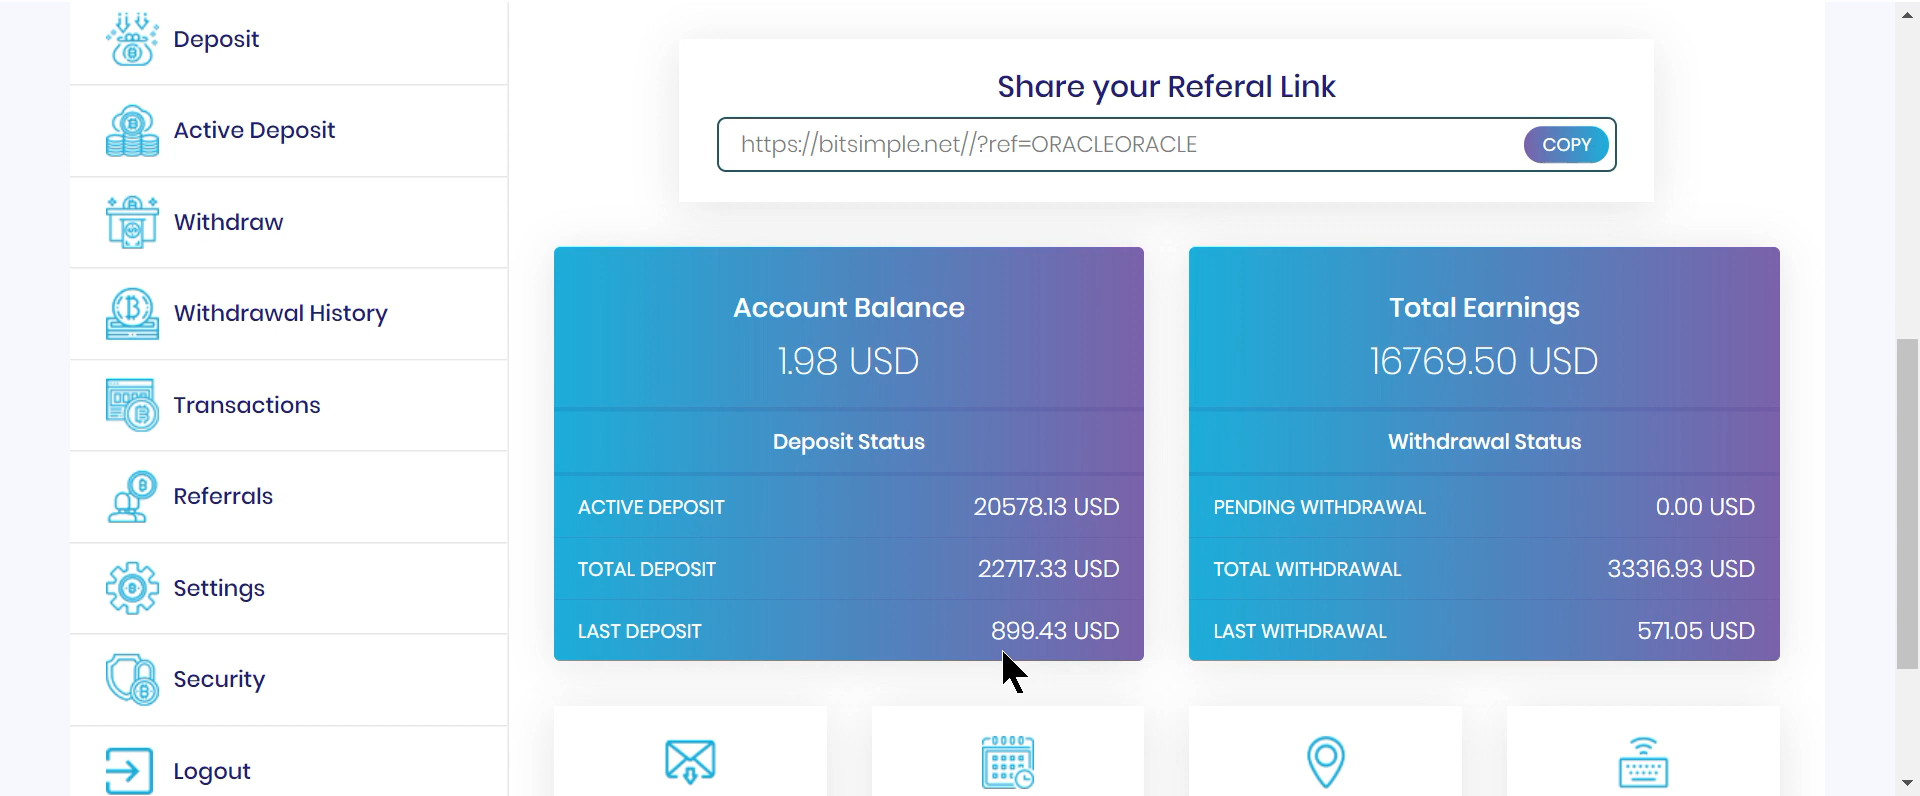 Deposit
Active Deposit
Withdraw
Withdrawal History
Transactions
Referrals
Settings
Security
Logout
Share your Referal Link
https://bitsimple.net//?ref=ORACLEORACLE COPY
Account Balance
1.98 USD
Deposit Status
ACTIVE DEPOSIT 20578.13 USD
TOTAL DEPOSIT 22717.33 USD
LAST DEPOSIT 899.43 USD
Total Earnings
16769.50 USD
Withdrawal Status
PENDING WITHDRAWAL 0.00 USD
TOTAL WITHDRAWAL 33316.93 USD
LAST WITHDRAWAL 571.05 USD